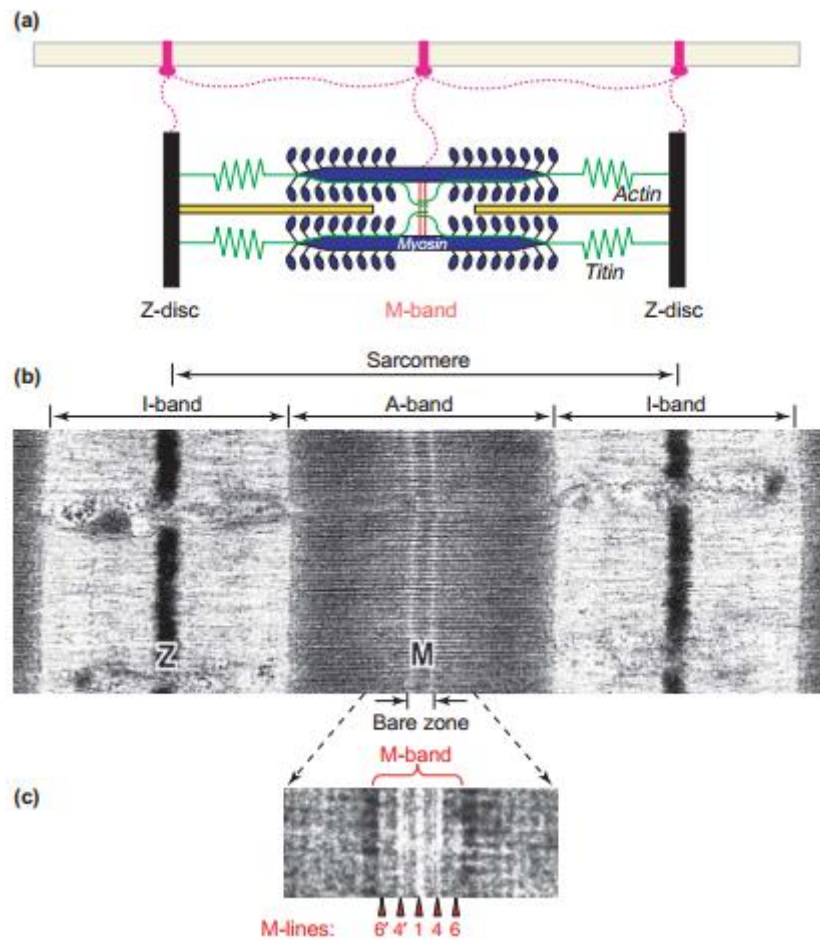 (a)
Actin
Myosin
Titin
Z-disc M-band Z-disc
Sarcomere
(b)
I-band A-band I-band
Z M
Bare zone
M-band
(c)
M-lines: 6' 4' 1 4 6